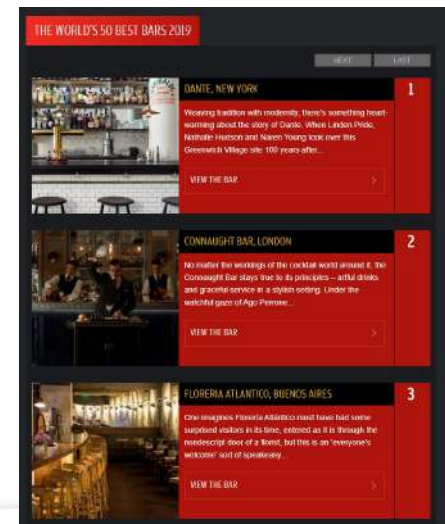 THE WORLD'S 50 BEST BARS 2019
NEXT
LAST
DANTE, NEW YORK
1
Weaving tradition with modernity, there's something heart-
warming about the story of Dante. When Linden Pride,
Nathalie Hudson and Naren Young took over this
Greenwich Village site 100 years after...
VIEW THE BAR >
CONNAUGHT BAR, LONDON
2
No matter the workings of the cocktail world around it, the
Connaught Bar stays true to its principles – artful drinks
and graceful service in a stylish setting. Under the
watchful gaze of Ago Perrone...
VIEW THE BAR >
FLORERIA ATLANTICO, BUENOS AIRES
3
One imagines Florería Atlántico must have had some
surprised visitors in its time, entered as it is through the
nondescript door of a florist, but this is an 'everyone's
welcome' sort of speakeasy...
VIEW THE BAR >